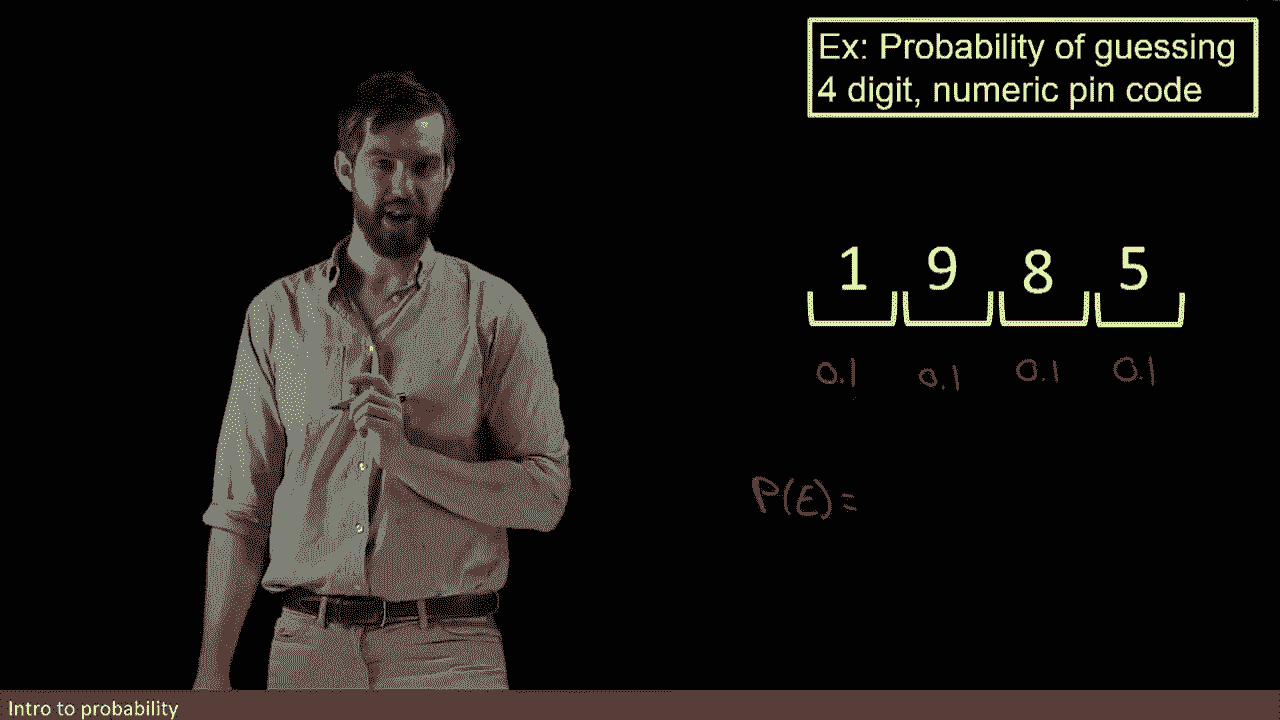 Ex: Probability of guessing
4 digit, numeric pin code
1 9 8 5
0.1 0.1 0.1 0.1
P(E)=
Intro to probability